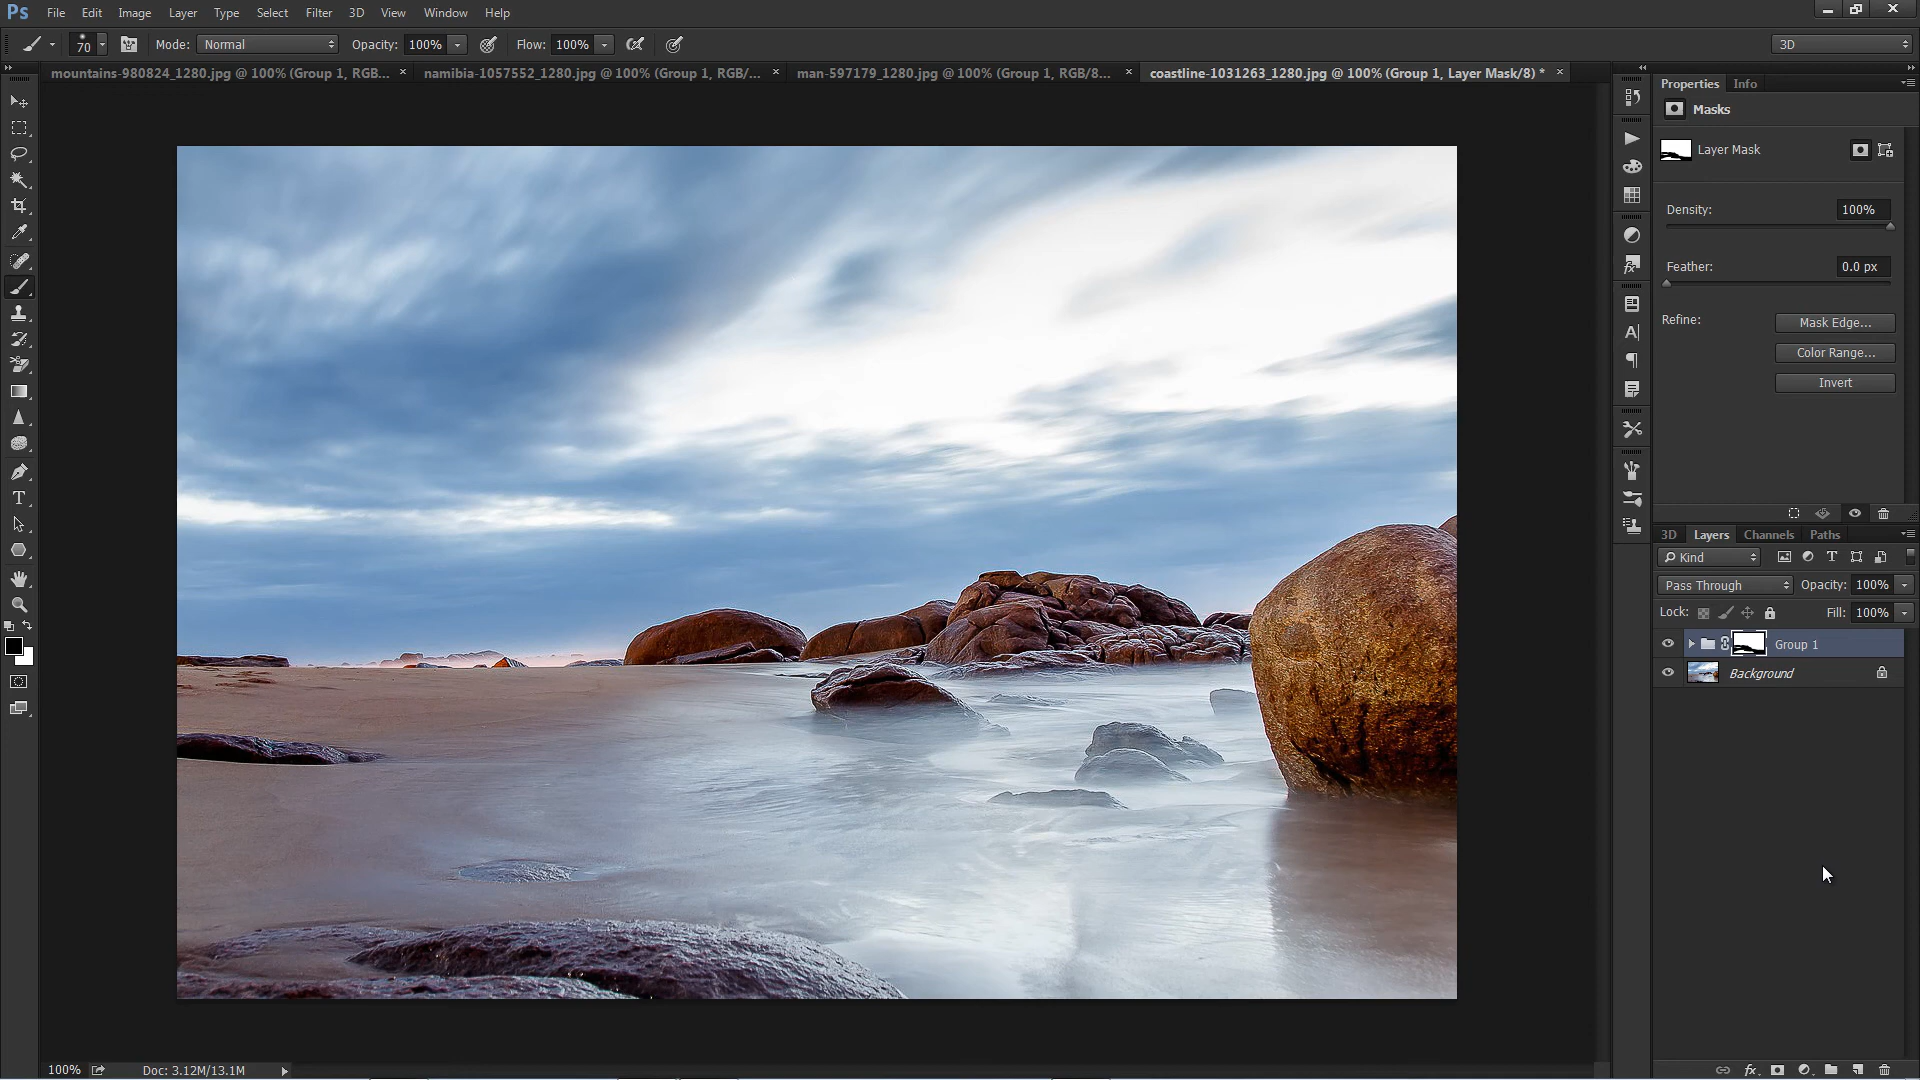 Ps File Edit Image Layer Type Select Filter 3D View Window Help
70 Mode: Normal Opacity: 100% Flow: 100% 3D
mountains-980824_1280.jpg @ 100% (Group 1, RGB... × namibia-1057552_1280.jpg @ 100% (Group 1, RGB/... × man-597179_1280.jpg @ 100% (Group 1, RGB/8... × coastline-1031263_1280.jpg @ 100% (Group 1, Layer Mask/8) * ×
Properties Info
Masks
Layer Mask
Density: 100%
Feather: 0.0 px
Refine: Mask Edge...
Color Range...
Invert
3D Layers Channels Paths
Kind
Pass Through Opacity: 100%
Lock: Fill: 100%
Group 1
Background
100% Doc: 3.12M/13.1M